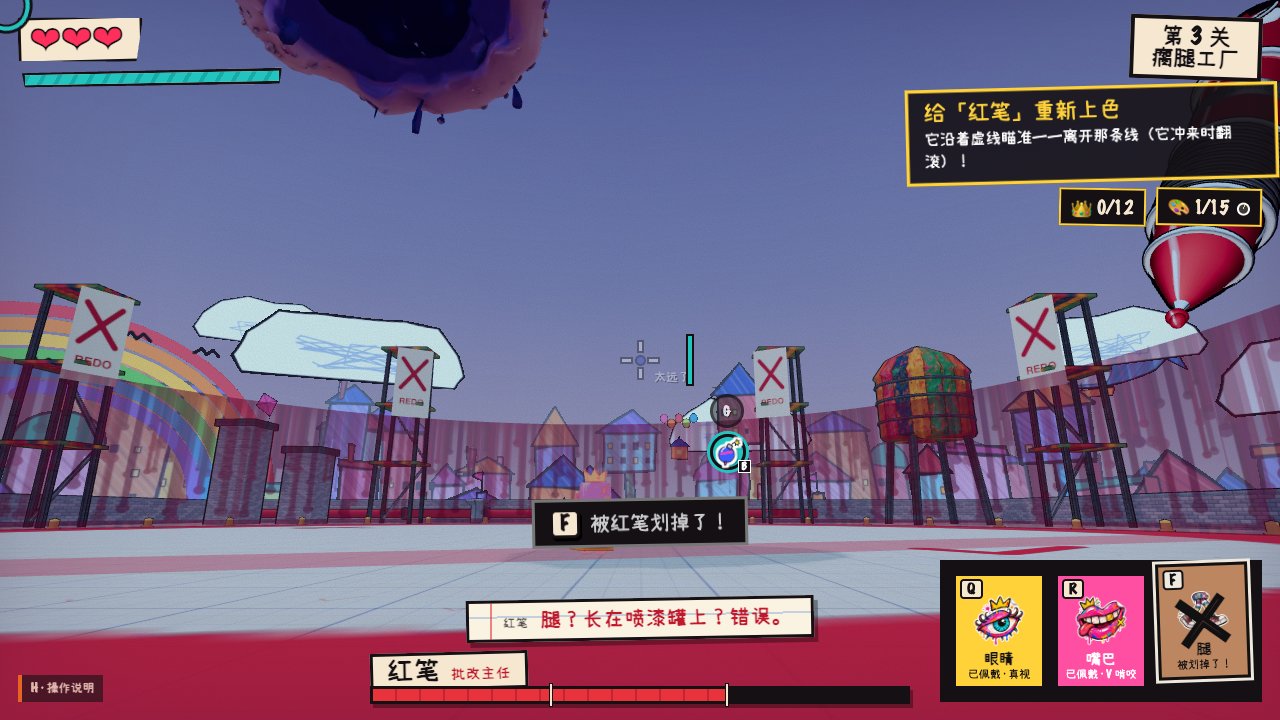 第 3 关
瘸腿工厂
给「红笔」重新上色
它沿着虚线瞄准——离开那条线（它冲来时翻
滚）！
0/12
1/15
REDO
REDO
REDO
REDO
太远了
G
B
F 被红笔划掉了！
红笔 腿？长在喷漆罐上？错误。
红笔 批改主任
H·操作说明
Q
眼睛
已佩戴·真视
R
嘴巴
已佩戴·V 啃咬
F
腿
被划掉了！